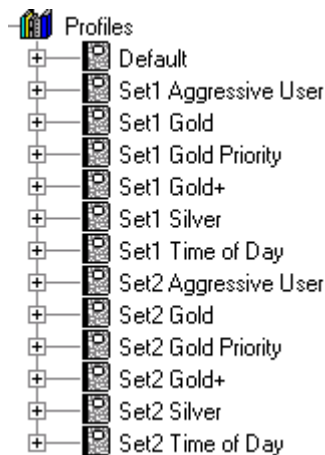 Profiles
Default
Set1 Aggressive User
Set1 Gold
Set1 Gold Priority
Set1 Gold+
Set1 Silver
Set1 Time of Day
Set2 Aggressive User
Set2 Gold
Set2 Gold Priority
Set2 Gold+
Set2 Silver
Set2 Time of Day